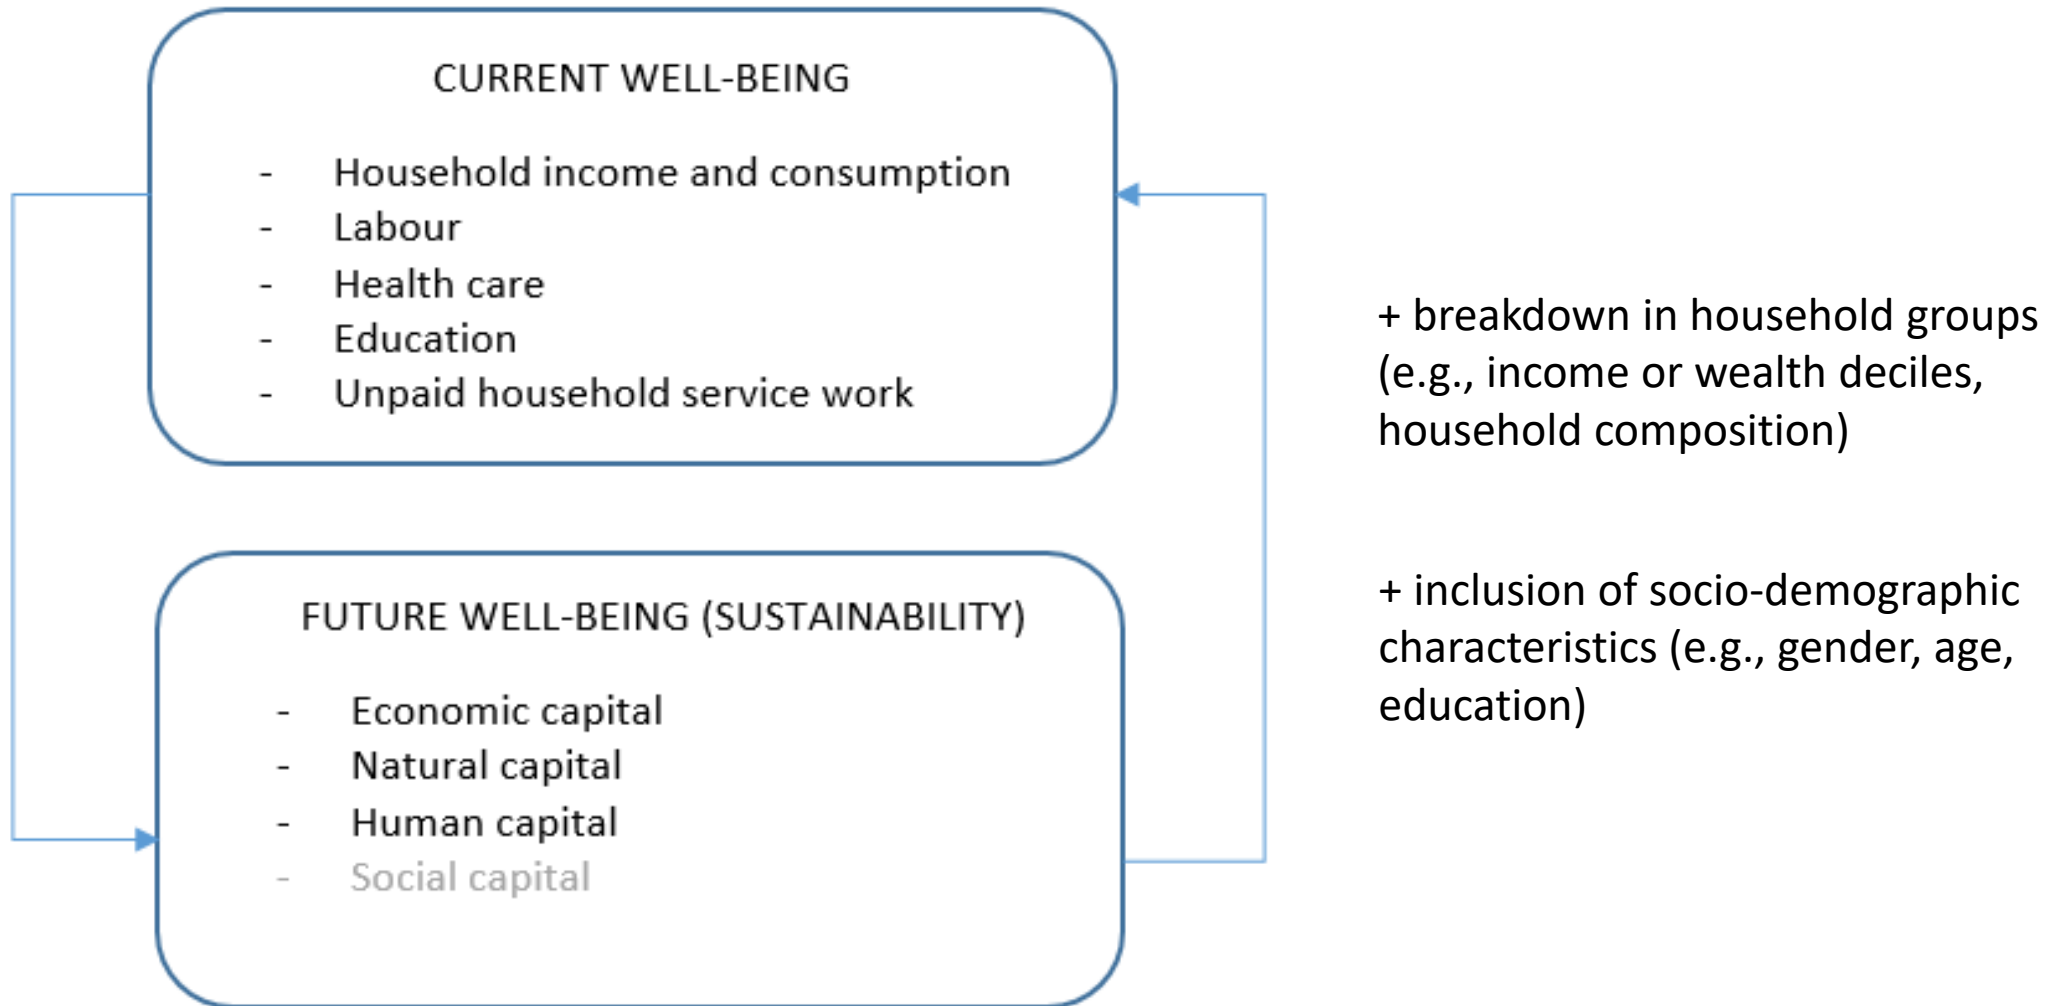 CURRENT WELL-BEING
- Household income and consumption
- Labour
- Health care
- Education
- Unpaid household service work
FUTURE WELL-BEING (SUSTAINABILITY)
- Economic capital
- Natural capital
- Human capital
- Social capital
+ breakdown in household groups
(e.g., income or wealth deciles,
household composition)
+ inclusion of socio-demographic
characteristics (e.g., gender, age,
education)